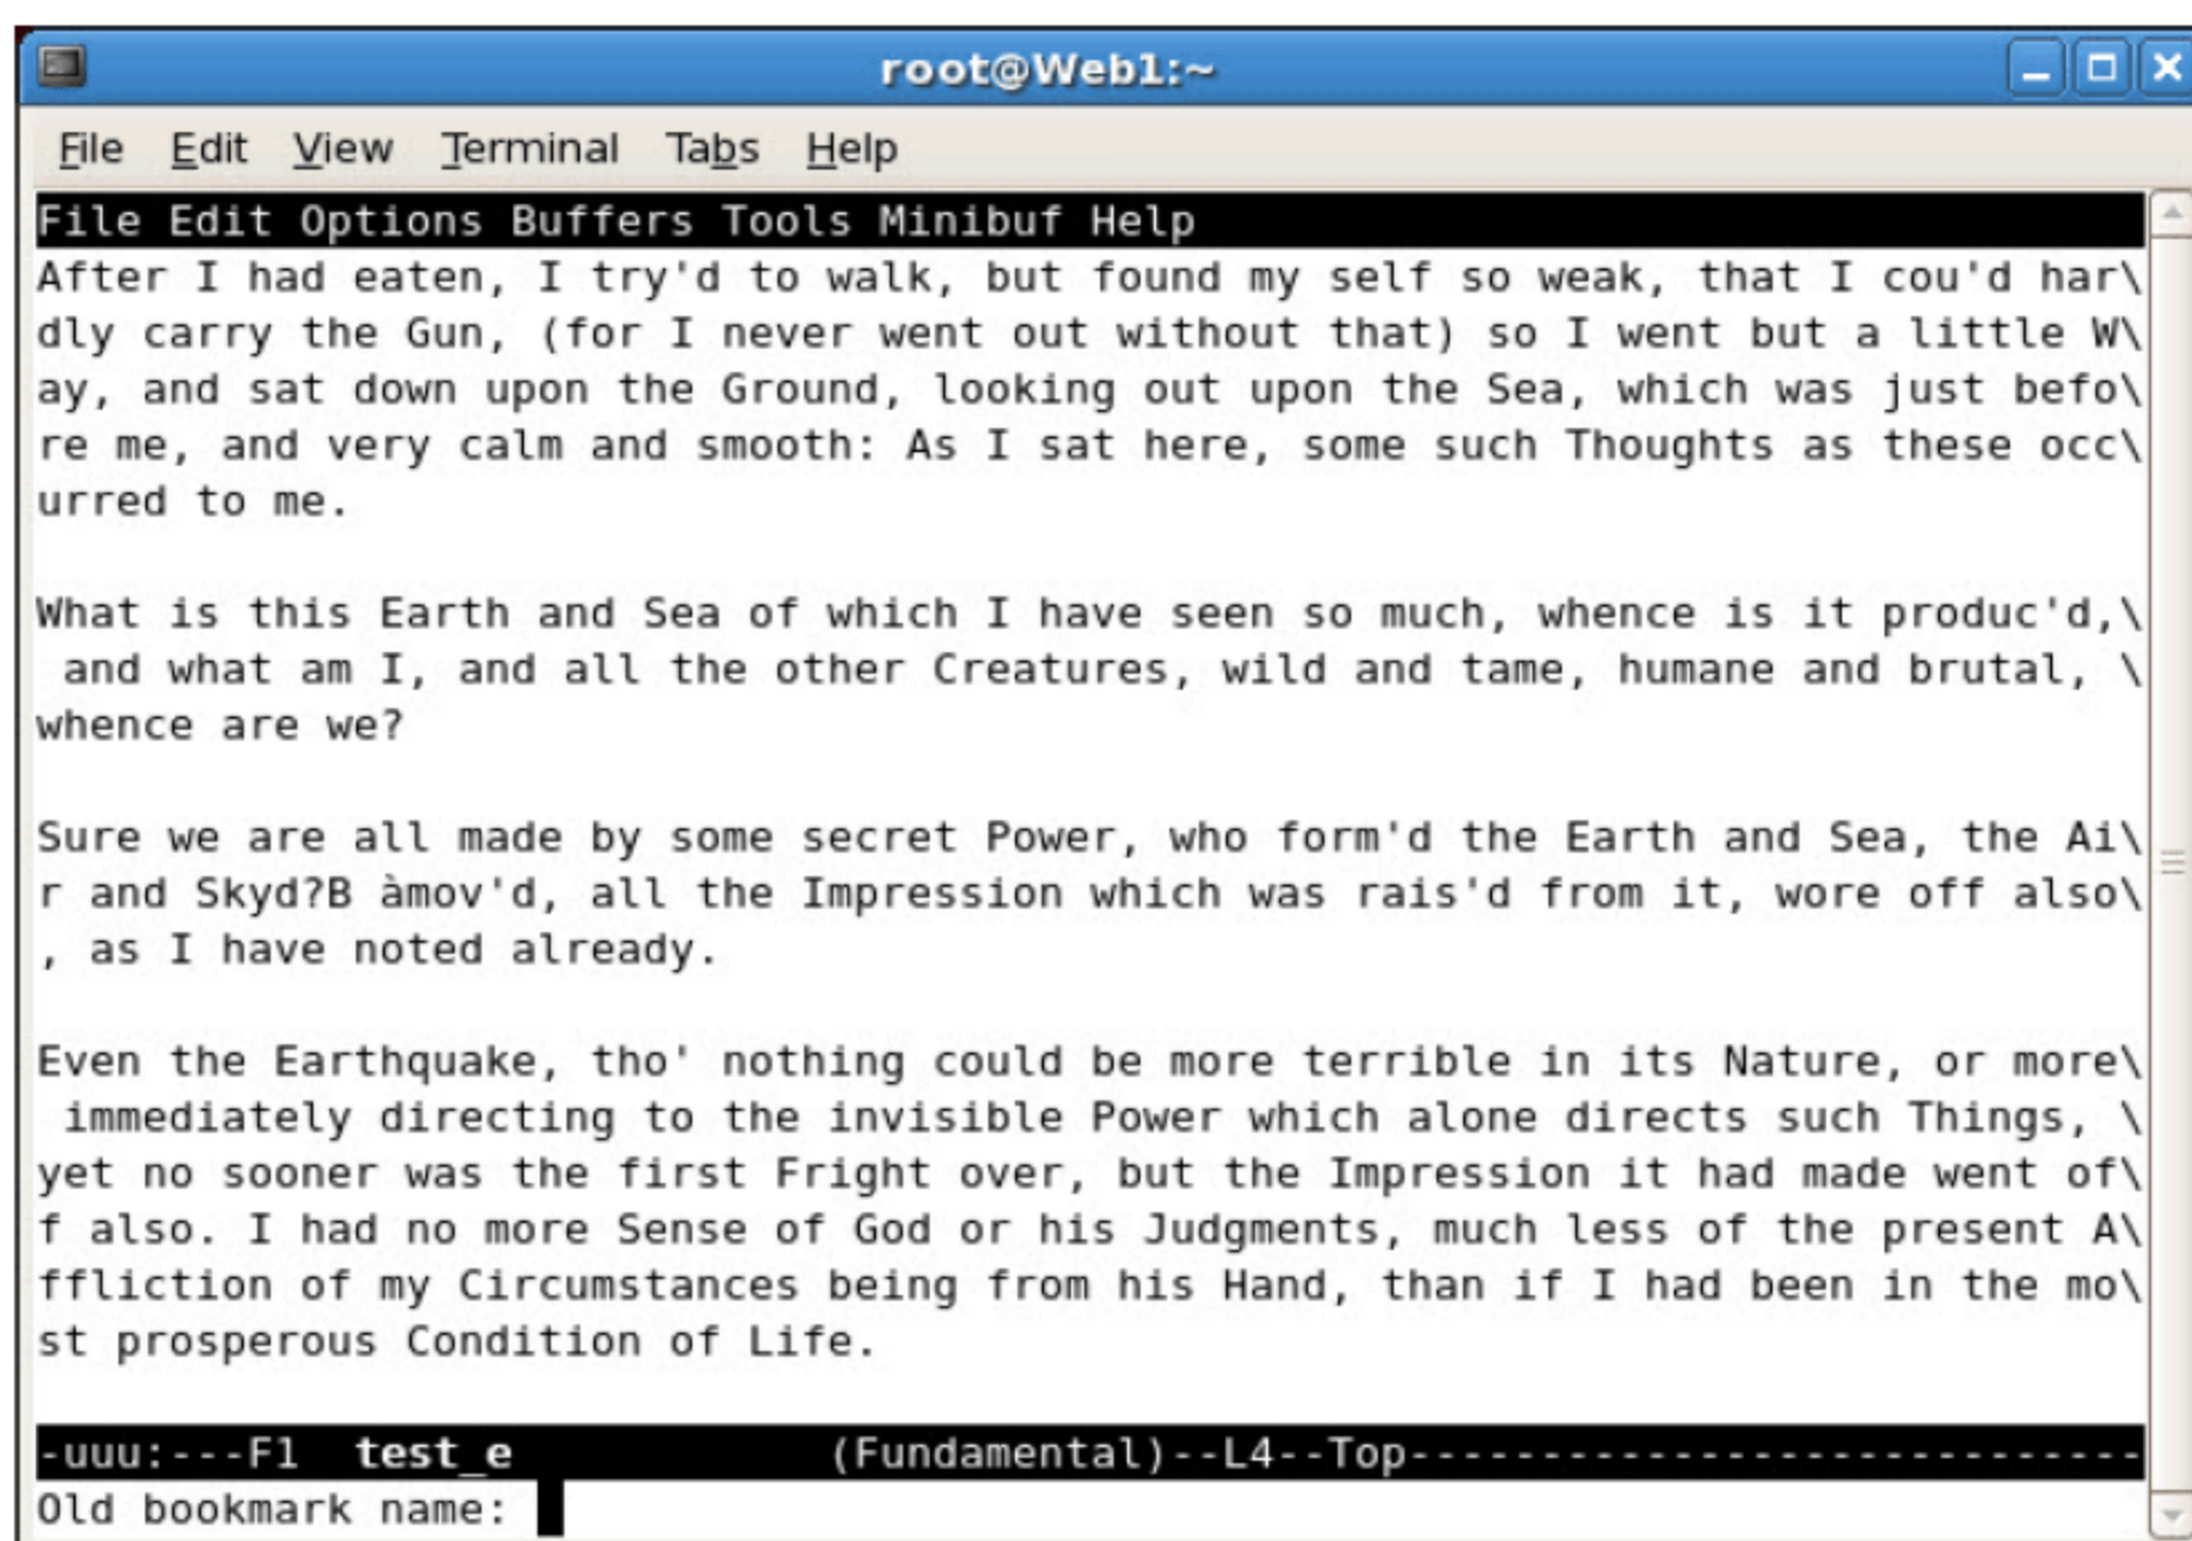 root@Web1:~
File Edit View Terminal Tabs Help
File Edit Options Buffers Tools Minibuf Help
After I had eaten, I try'd to walk, but found my self so weak, that I cou'd har\
dly carry the Gun, (for I never went out without that) so I went but a little W\
ay, and sat down upon the Ground, looking out upon the Sea, which was just befo\
re me, and very calm and smooth: As I sat here, some such Thoughts as these occ\
urred to me.
What is this Earth and Sea of which I have seen so much, whence is it produc'd,\
 and what am I, and all the other Creatures, wild and tame, humane and brutal, \
whence are we?
Sure we are all made by some secret Power, who form'd the Earth and Sea, the Ai\
r and Skyd?B àmov'd, all the Impression which was rais'd from it, wore off also\
, as I have noted already.
Even the Earthquake, tho' nothing could be more terrible in its Nature, or more\
 immediately directing to the invisible Power which alone directs such Things, \
yet no sooner was the first Fright over, but the Impression it had made went of\
f also. I had no more Sense of God or his Judgments, much less of the present A\
ffliction of my Circumstances being from his Hand, than if I had been in the mo\
st prosperous Condition of Life.
-uuu:---F1  test_e            (Fundamental)--L4--Top----------------------------
Old bookmark name: